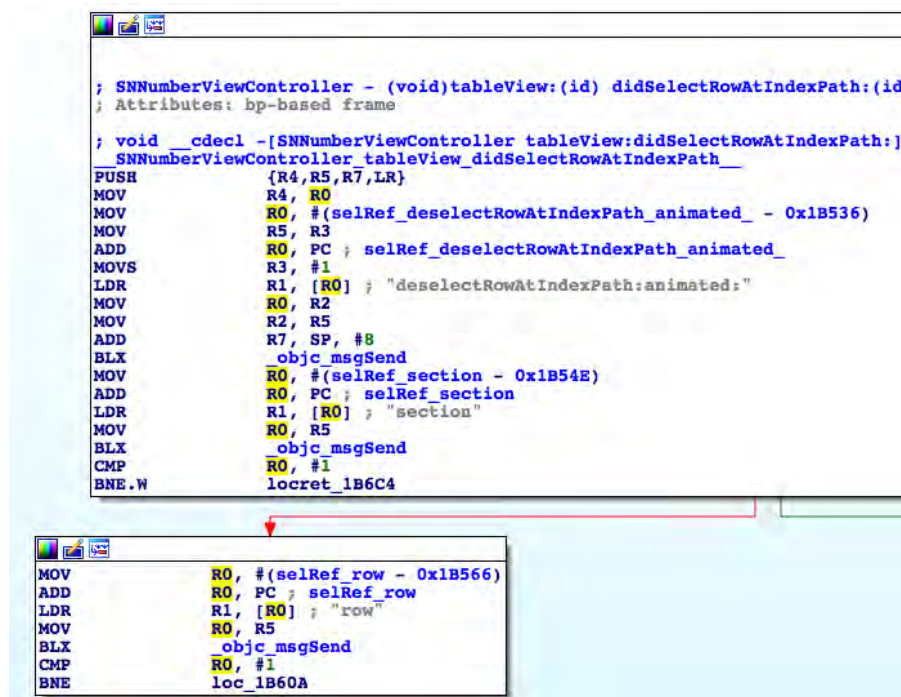 ; SNNumberViewController - (void)tableView:(id) didSelectRowAtIndexPath:(id
; Attributes: bp-based frame
; void __cdecl -[SNNumberViewController tableView:didSelectRowAtIndexPath:]
__SNNumberViewController_tableView_didSelectRowAtIndexPath__
PUSH {R4,R5,R7,LR}
MOV R4, R0
MOV R0, #(selRef_deselectRowAtIndexPath_animated_ - 0x1B536)
MOV R5, R3
ADD R0, PC ; selRef_deselectRowAtIndexPath_animated_
MOVS R3, #1
LDR R1, [R0] ; "deselectRowAtIndexPath:animated:"
MOV R0, R2
MOV R2, R5
ADD R7, SP, #8
BLX _objc_msgSend
MOV R0, #(selRef_section - 0x1B54E)
ADD R0, PC ; selRef_section
LDR R1, [R0] ; "section"
MOV R0, R5
BLX _objc_msgSend
CMP R0, #1
BNE.W locret_1B6C4
MOV R0, #(selRef_row - 0x1B566)
ADD R0, PC ; selRef_row
LDR R1, [R0] ; "row"
MOV R0, R5
BLX _objc_msgSend
CMP R0, #1
BNE loc_1B60A